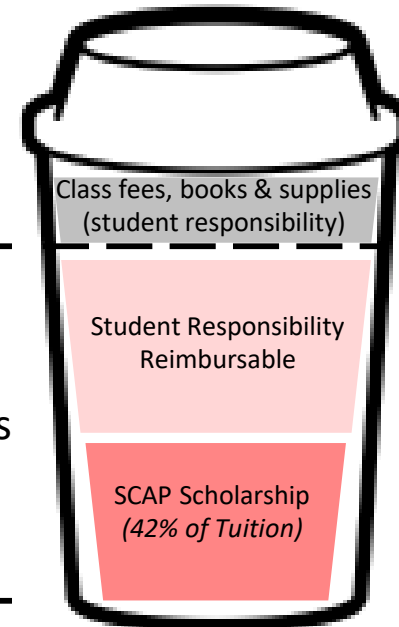 Class fees, books & supplies
(student responsibility)
Student Responsibility
Reimbursable
s
SCAP Scholarship
(42% of Tuition)